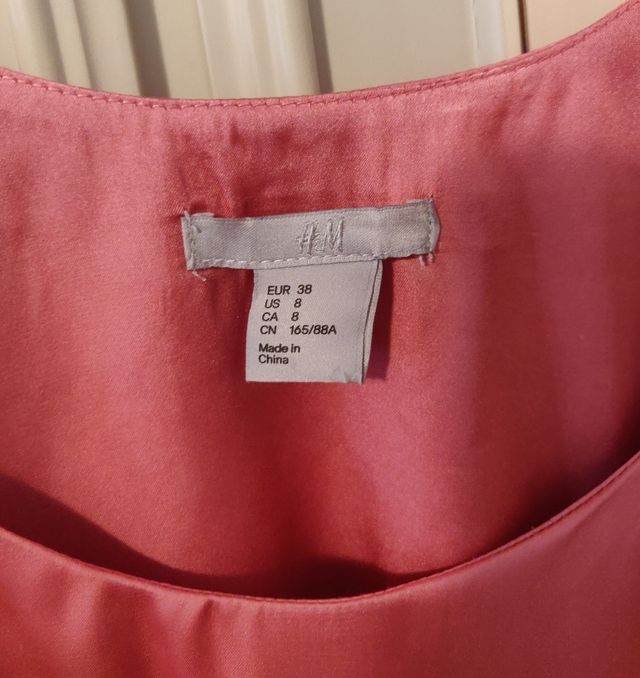 H&M
EUR 38
US 8
CA 8
CN 165/88A
Made in
China